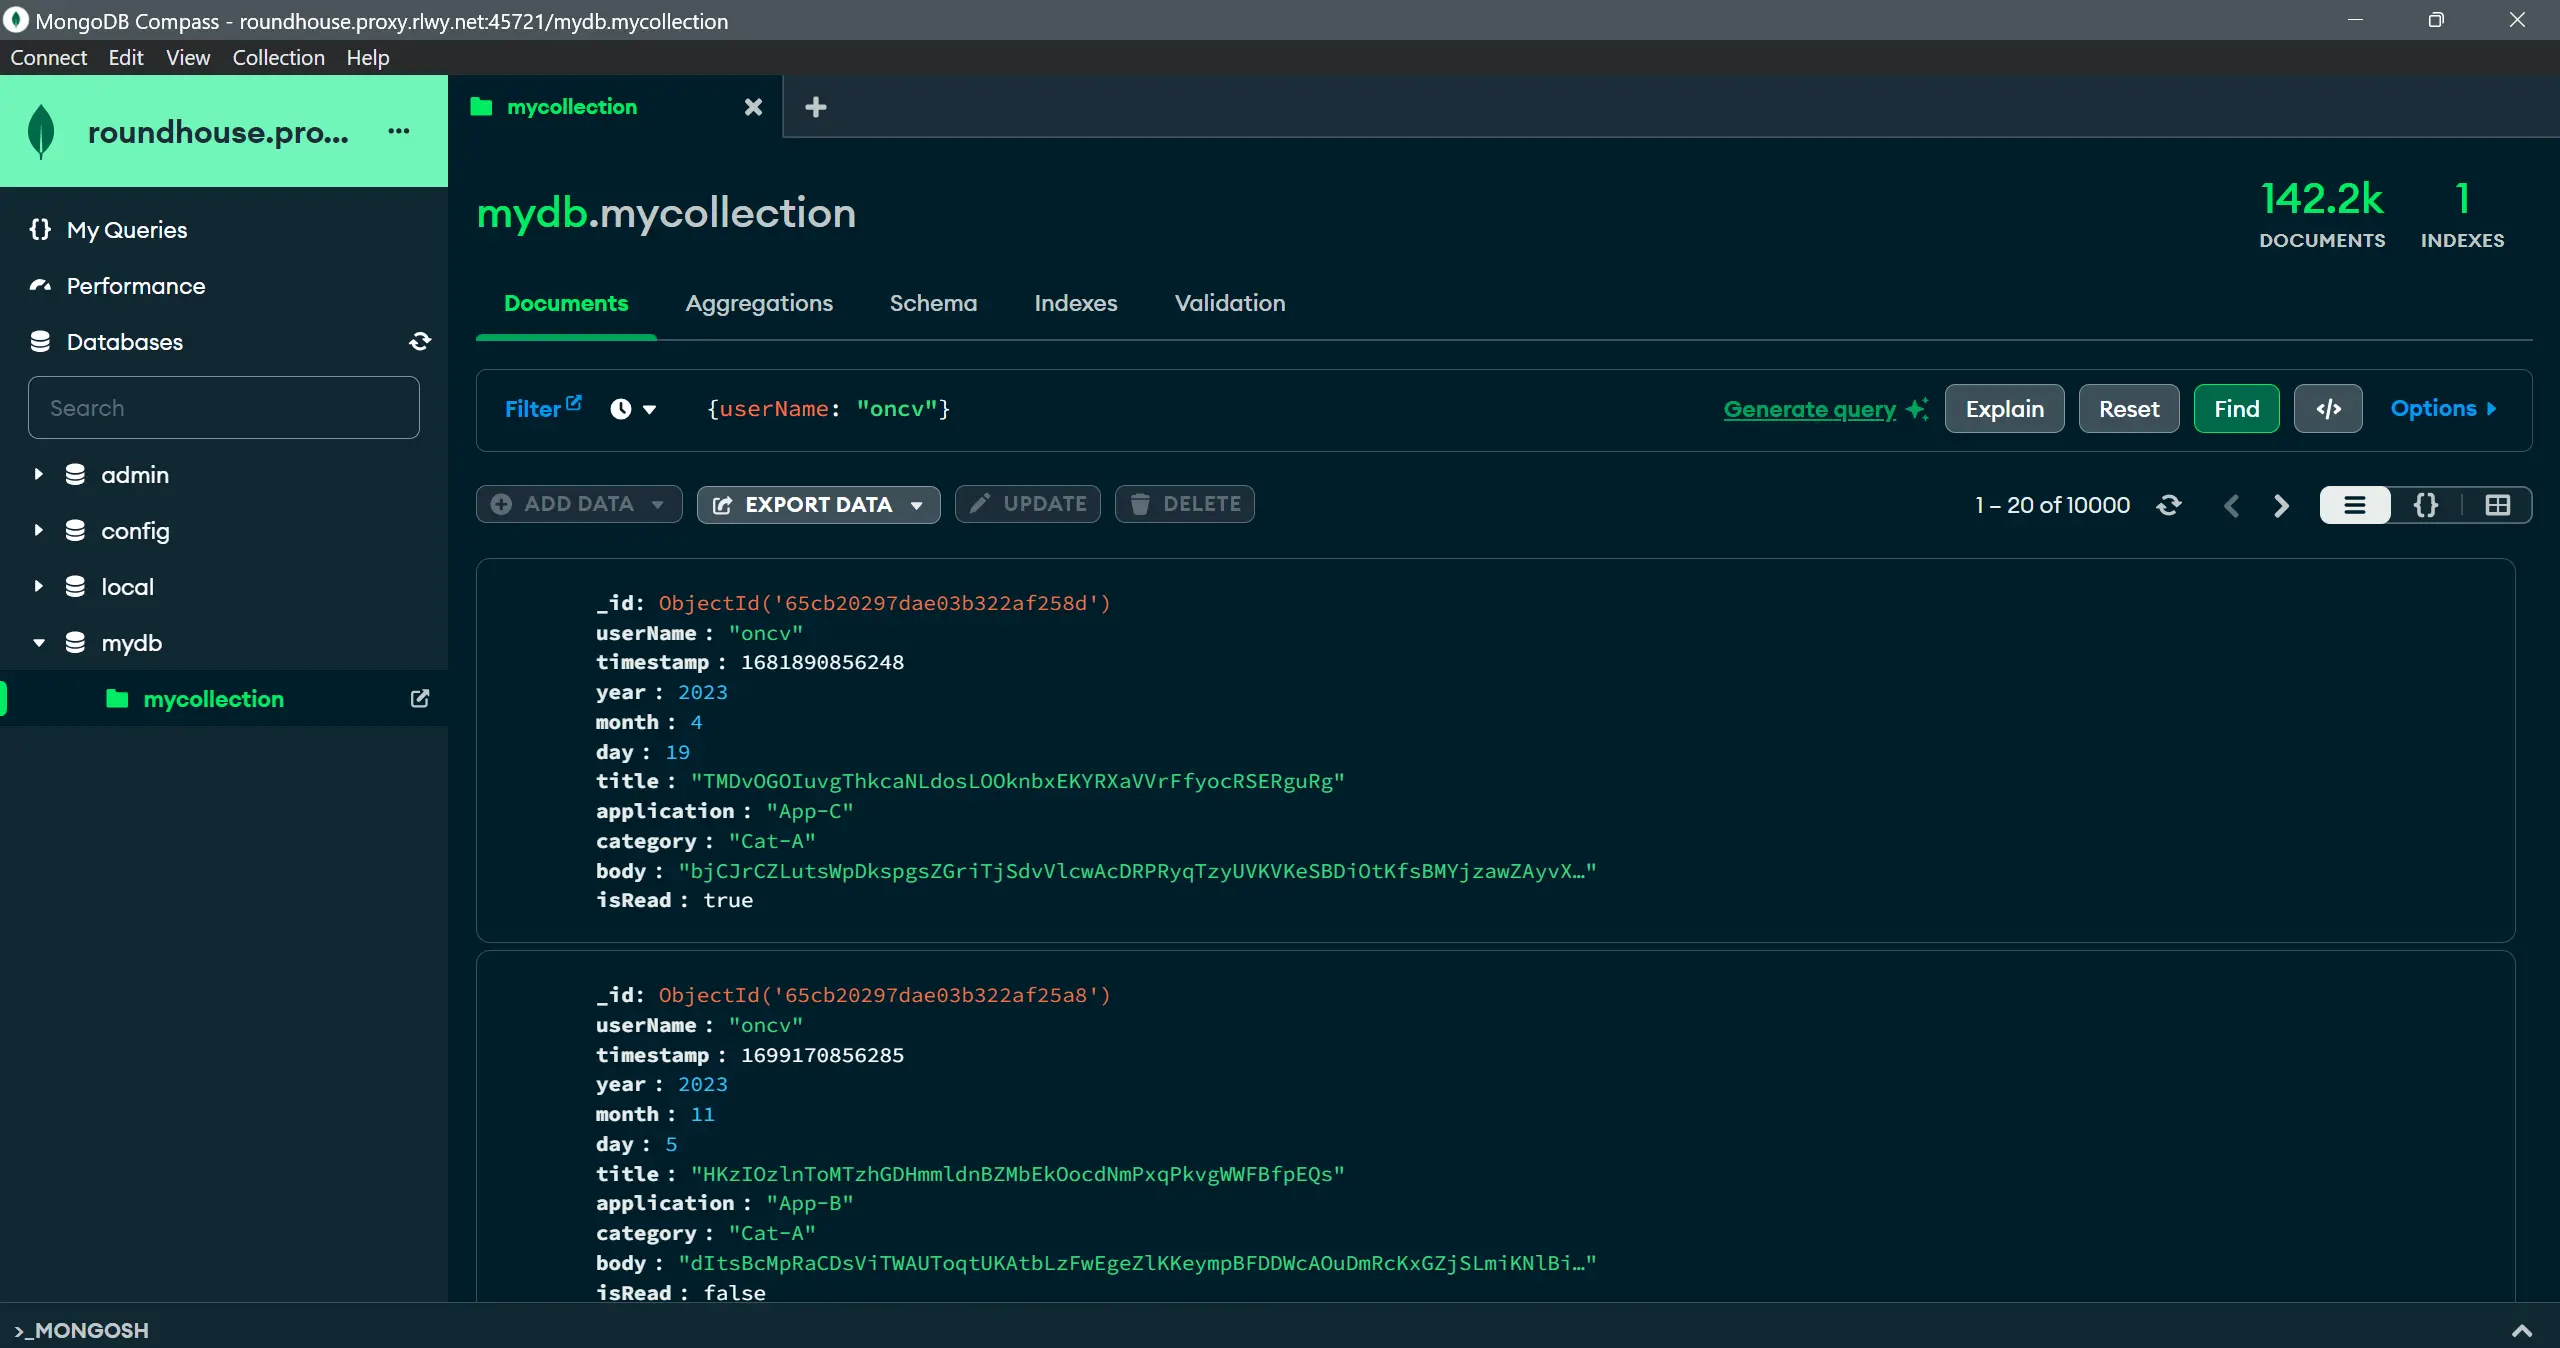 MongoDB Compass - roundhouse.proxy.rlwy.net:45721/mydb.mycollection
Connect Edit View Collection Help
roundhouse.pro... ...
mycollection
My Queries
Performance
Databases
Search
admin
config
local
mydb
mycollection
mydb.mycollection
142.2k
DOCUMENTS
1
INDEXES
Documents Aggregations Schema Indexes Validation
Filter {userName: "oncv"} Generate query Explain Reset Find </> Options
ADD DATA EXPORT DATA UPDATE DELETE 1 – 20 of 10000 {}
_id: ObjectId('65cb20297dae03b322af258d')
userName : "oncv"
timestamp : 1681890856248
year : 2023
month : 4
day : 19
title : "TMDvOGOIuvgThkcaNLdosLOOknbxEKYRXaVVrFfyocRSERguRg"
application : "App-C"
category : "Cat-A"
body : "bjCJrCZLutsWpDkspgsZGriTjSdvVlcwAcDRPRyqTzyUVKVKeSBDiOtKfsBMYjzawZAyvX…"
isRead : true
_id: ObjectId('65cb20297dae03b322af25a8')
userName : "oncv"
timestamp : 1699170856285
year : 2023
month : 11
day : 5
title : "HKzIOzlnToMTzhGDHmmldnBZMbEkOocdNmPxqPkvgWWFBfpEQs"
application : "App-B"
category : "Cat-A"
body : "dItsBcMpRaCDsViTWAUToqtUKAtbLzFwEgeZlKKeympBFDDWcAOuDmRcKxGZjSLmiKNlBi…"
isRead : false
>_MONGOSH